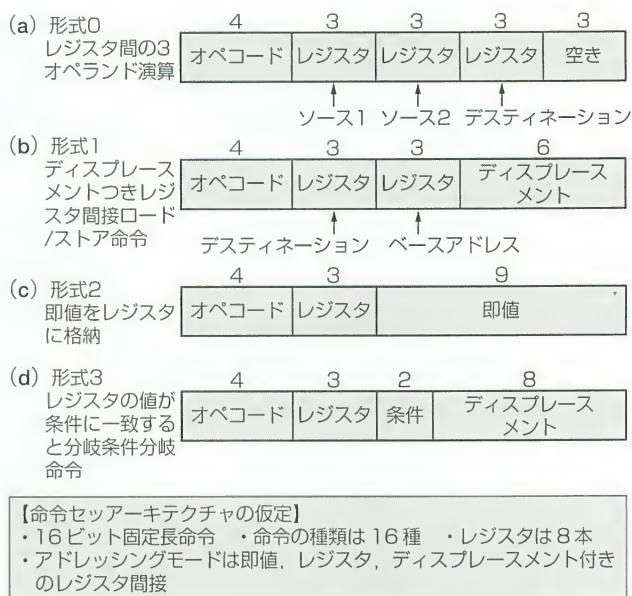 (a) 形式0
レジスタ間の3
オペランド演算
4 3 3 3 3
オペコード レジスタ レジスタ レジスタ 空き
ソース1 ソース2 デスティネーション
(b) 形式1
ディスプレース
メントつきレジ
スタ間接ロード
/ストア命令
4 3 3 6
オペコード レジスタ レジスタ ディスプレース
メント
デスティネーション ベースアドレス
(c) 形式2
即値をレジスタ
に格納
4 3 9
オペコード レジスタ 即値
(d) 形式3
レジスタの値が
条件に一致する
と分岐条件分岐
命令
4 3 2 8
オペコード レジスタ 条件 ディスプレース
メント
【命令セッアーキテクチャの仮定】
・16ビット固定長命令 ・命令の種類は16種 ・レジスタは8本
・アドレッシングモードは即値,レジスタ,ディスプレースメント付き
のレジスタ間接